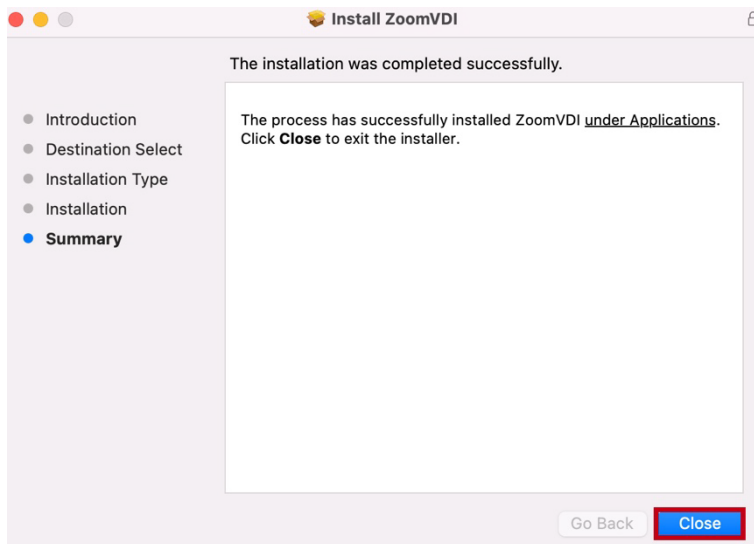 Install ZoomVDI
The installation was completed successfully.
Introduction
Destination Select
Installation Type
Installation
Summary
The process has successfully installed ZoomVDI under Applications.
Click Close to exit the installer.
Go Back
Close